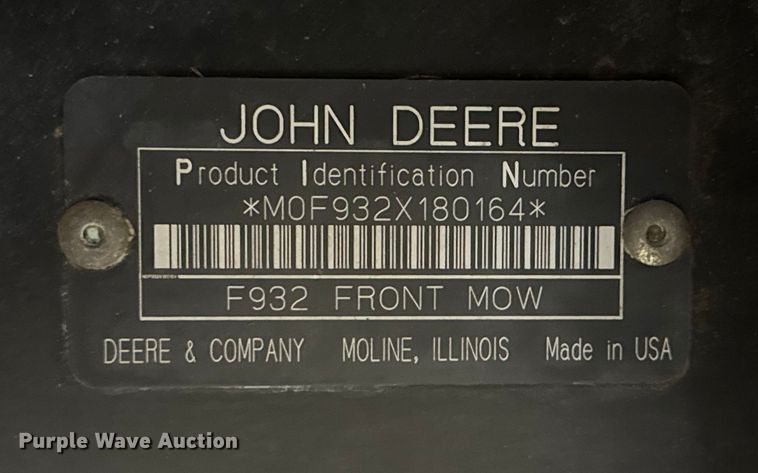 JOHN DEERE
Product Identification Number
*M0F932X180164*
F932 FRONT MOW
DEERE & COMPANY MOLINE, ILLINOIS Made in USA
Purple Wave Auction